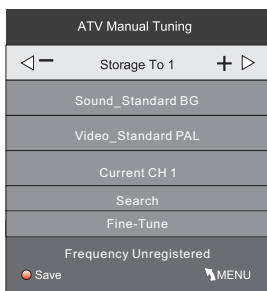 ATV Manual Tuning
Storage To 1
Sound_Standard BG
Video_Standard PAL
Current CH 1
Search
Fine-Tune
Frequency Unregistered
Save MENU